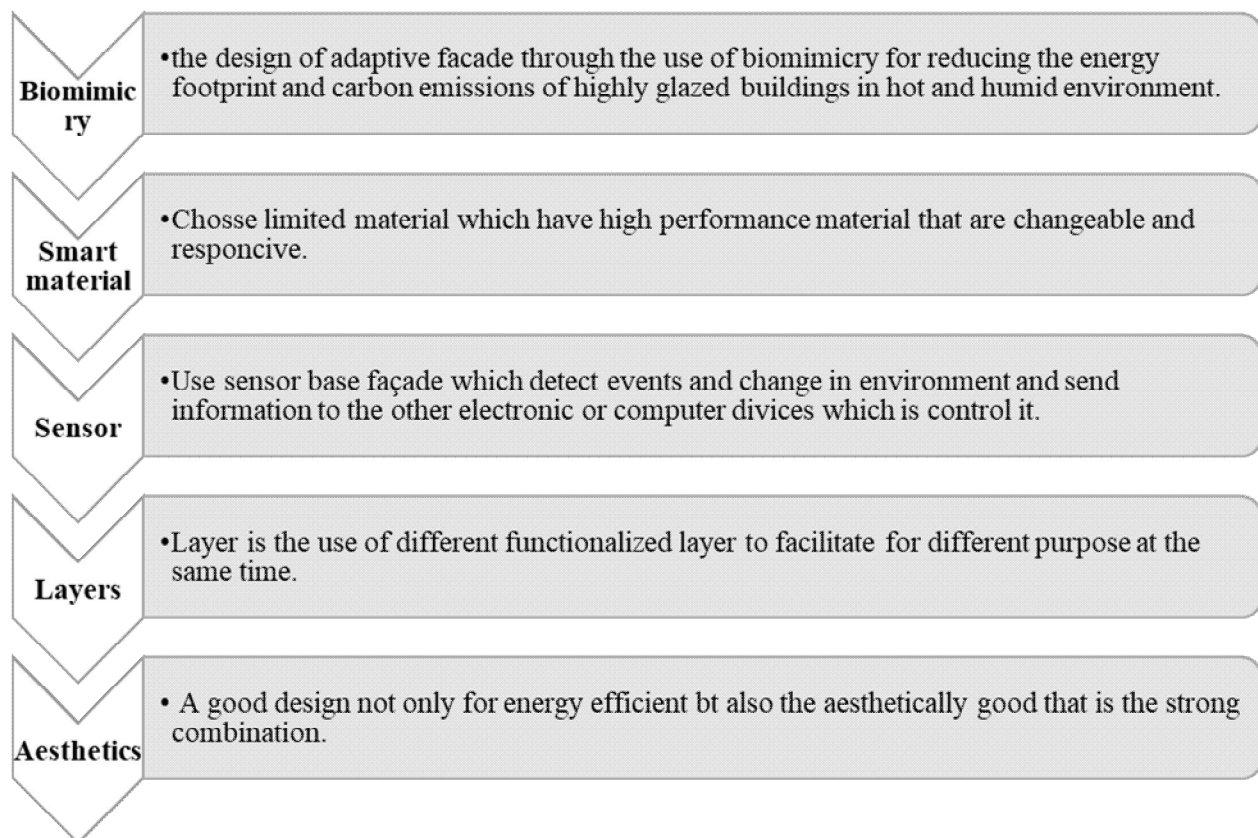 Biomimic
ry
•the design of adaptive facade through the use of biomimicry for reducing the energy
footprint and carbon emissions of highly glazed buildings in hot and humid environment.
Smart
material
•Chosse limited material which have high performance material that are changeable and
responcive.
Sensor
•Use sensor base façade which detect events and change in environment and send
information to the other electronic or computer divices which is control it.
Layers
•Layer is the use of different functionalized layer to facilitate for different purpose at the
same time.
Aesthetics
• A good design not only for energy efficient bt also the aesthetically good that is the strong
combination.